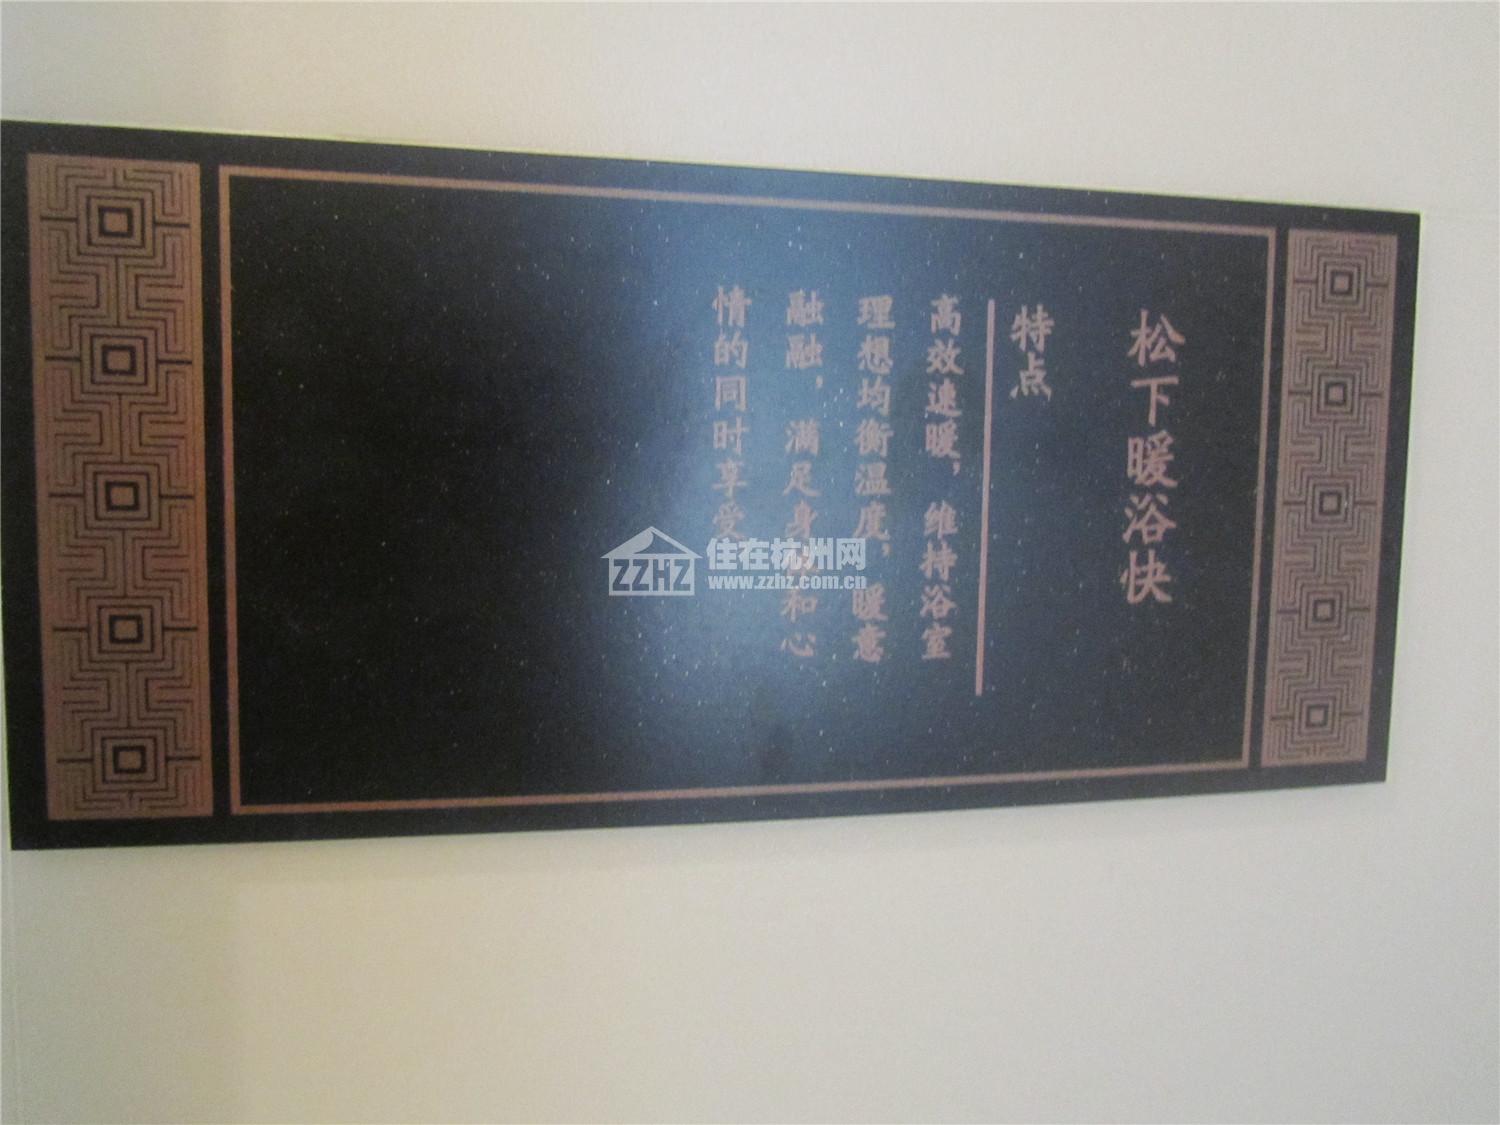 松下暖浴快
特点
高效速暖，维持浴室
理想均衡温度，暖意
融融，满足身和心
情的同时享受
ZZHZ
住在杭州网
www.zzhz.com.cn